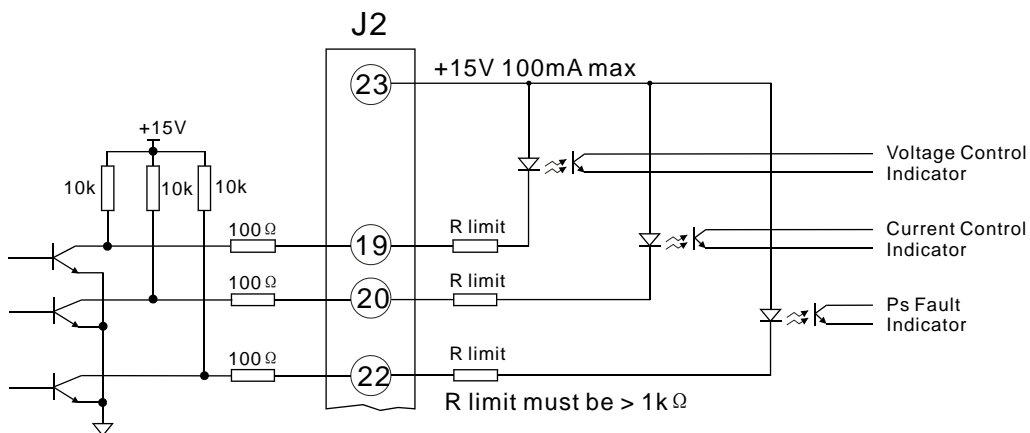 J2
23
+15V 100mA max
+15V
10k
10k
10k
Voltage Control
Indicator
100Ω
19
R limit
Current Control
Indicator
100Ω
20
R limit
Ps Fault
Indicator
100Ω
22
R limit
R limit must be > 1kΩ